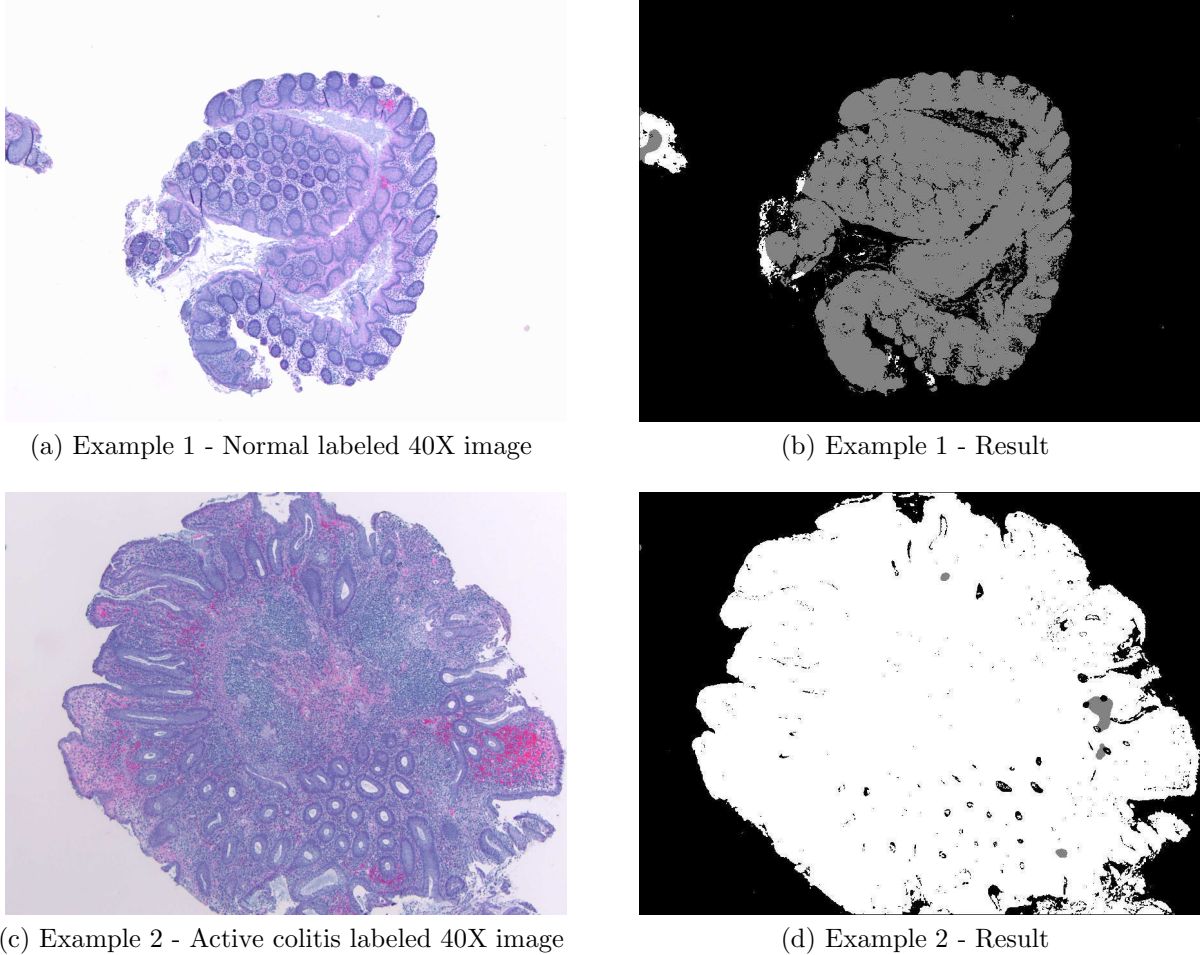 (a) Example 1 - Normal labeled 40X image
(b) Example 1 - Result
(c) Example 2 - Active colitis labeled 40X image
(d) Example 2 - Result